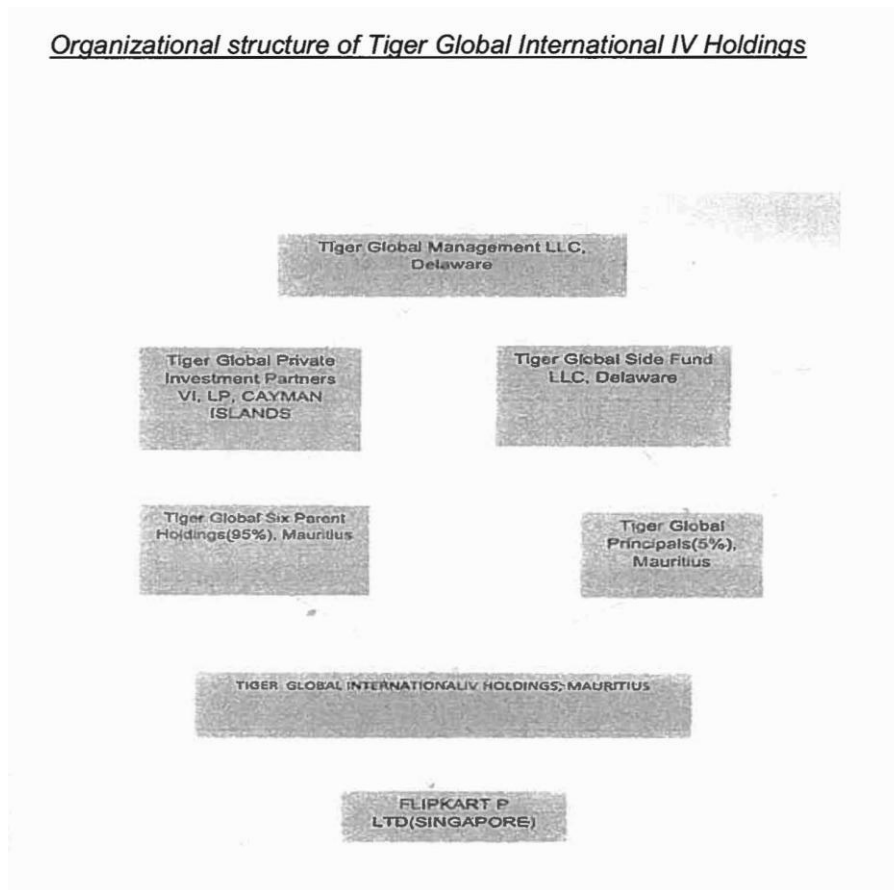 Organizational structure of Tiger Global International IV Holdings
Tiger Global Management LLC,
Delaware
Tiger Global Private
Investment Partners
VI, LP, CAYMAN
ISLANDS
Tiger Global Side Fund
LLC, Delaware
Tiger Global Six Parent
Holdings(95%), Mauritius
Tiger Global
Principals(5%),
Mauritius
TIGER GLOBAL INTERNATIONALIV HOLDINGS, MAURITIUS
FLIPKART P
LTD(SINGAPORE)